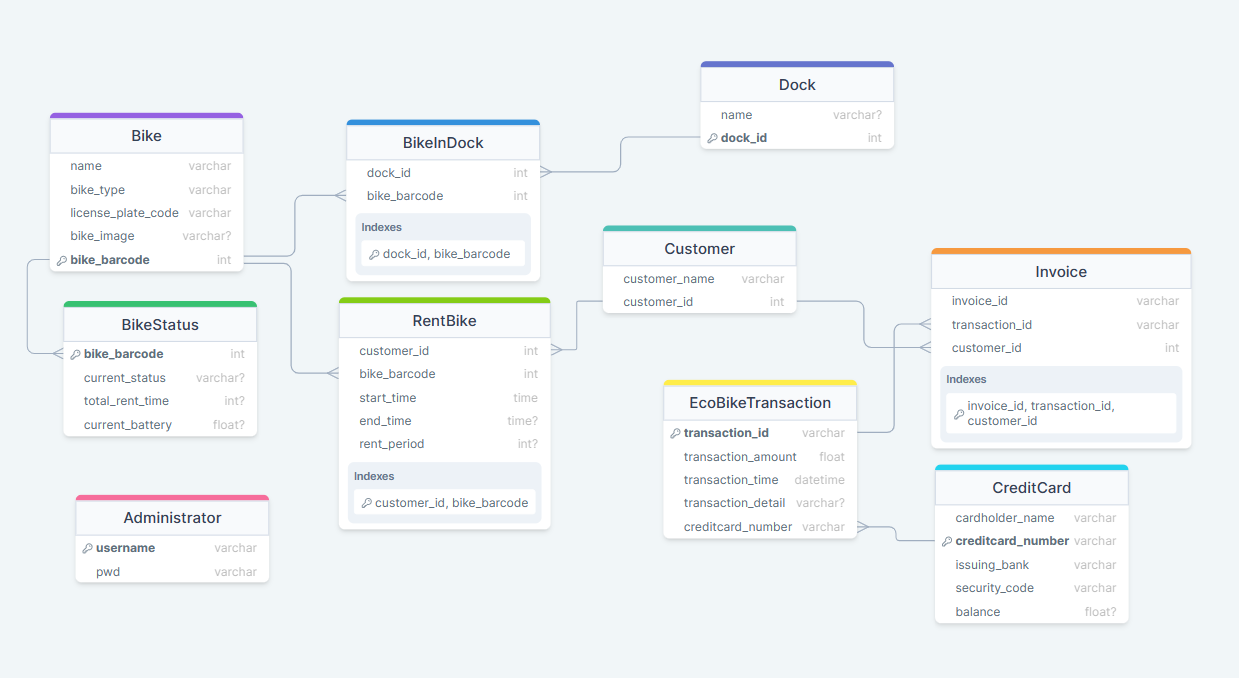 Dock
name varchar?
dock_id int
Bike
name varchar
bike_type varchar
license_plate_code varchar
bike_image varchar?
bike_barcode int
BikeInDock
dock_id int
bike_barcode int
Indexes
dock_id, bike_barcode
Customer
customer_name varchar
customer_id int
Invoice
invoice_id varchar
transaction_id varchar
customer_id int
Indexes
invoice_id, transaction_id,
customer_id
BikeStatus
bike_barcode int
current_status varchar?
total_rent_time int?
current_battery float?
RentBike
customer_id int
bike_barcode int
start_time time
end_time time?
rent_period int?
Indexes
customer_id, bike_barcode
EcoBikeTransaction
transaction_id varchar
transaction_amount float
transaction_time datetime
transaction_detail varchar?
creditcard_number varchar
CreditCard
cardholder_name varchar
creditcard_number varchar
issuing_bank varchar
security_code varchar
balance float?
Administrator
username varchar
pwd varchar